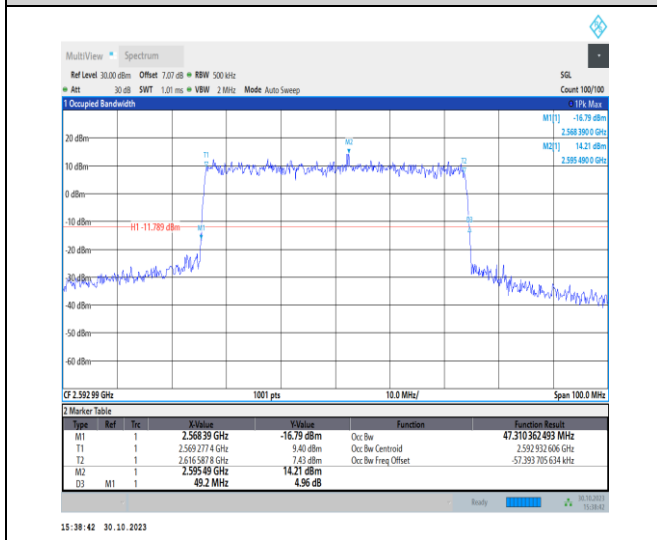 MultiView Spectrum
Ref Level 30.00 dBm Offset 7.07 dB RBW 500 kHz SGL
Att 30 dB SWT 1.01 ms VBW 2 MHz Mode Auto Sweep Count 100/100
1 Occupied Bandwidth 1Pk Max
M1[1] -16.79 dBm
2.568 390 0 GHz
M2[1] 14.21 dBm
2.595 490 0 GHz
20 dBm
M2
T1
10 dBm
0 dBm
-10 dBm
H1 -11.789 dBm
M1
-20 dBm
-30 dBm
-40 dBm
-50 dBm
-60 dBm
CF 2.592 99 GHz 1001 pts 10.0 MHz/ Span 100.0 MHz
2 Marker Table
Type Ref Trc X-Value Y-Value Function Function Result
M1 1 2.568 39 GHz -16.79 dBm Occ Bw 47.310 362 493 MHz
T1 1 2.569 277 4 GHz 9.40 dBm Occ Bw Centroid 2.592 932 606 GHz
T2 1 2.616 587 8 GHz 7.43 dBm Occ Bw Freq Offset -57.393 705 634 kHz
M2 1 2.595 49 GHz 14.21 dBm
D3 M1 1 49.2 MHz 4.96 dB
Ready 30.10.2023
15:38:42
15:38:42 30.10.2023